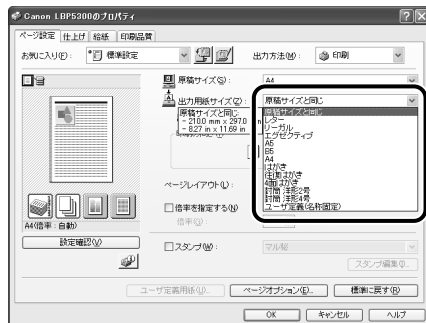 Canon LBP5300のプロパティ
ページ設定 仕上げ 給紙 印刷品質
お気に入り(F): 標準設定
出力方法(M): 印刷
原稿サイズ(S): A4
出力用紙サイズ(Z): 原稿サイズと同じ
原稿サイズと同じ
- 210.0 mm x 297.0
- 8.27 in x 11.69 in
原稿サイズと同じ
レター
リーガル
エグゼクティブ
A5
B5
A4
はがき
往復はがき
4面はがき
封筒 洋形2号
封筒 洋形4号
ユーザ定義(名称固定)
ページレイアウト(L):
倍率を指定する(N)
倍率(G):
A4(倍率: 自動)
設定確認(V)
スタンプ(W): マル秘
スタンプ編集(I)...
ユーザ定義用紙(U)... ページオプション(E)... 標準に戻す(R)
OK キャンセル ヘルプ